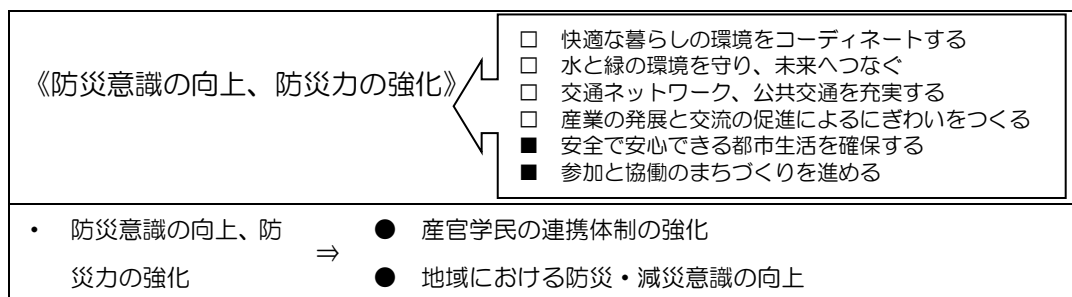 《防災意識の向上、防災力の強化》
□ 快適な暮らしの環境をコーディネートする
□ 水と緑の環境を守り、未来へつなぐ
□ 交通ネットワーク、公共交通を充実する
□ 産業の発展と交流の促進によるにぎわいをつくる
■ 安全で安心できる都市生活を確保する
■ 参加と協働のまちづくりを進める
・ 防災意識の向上、防
災力の強化
⇒
● 産官学民の連携体制の強化
● 地域における防災・減災意識の向上